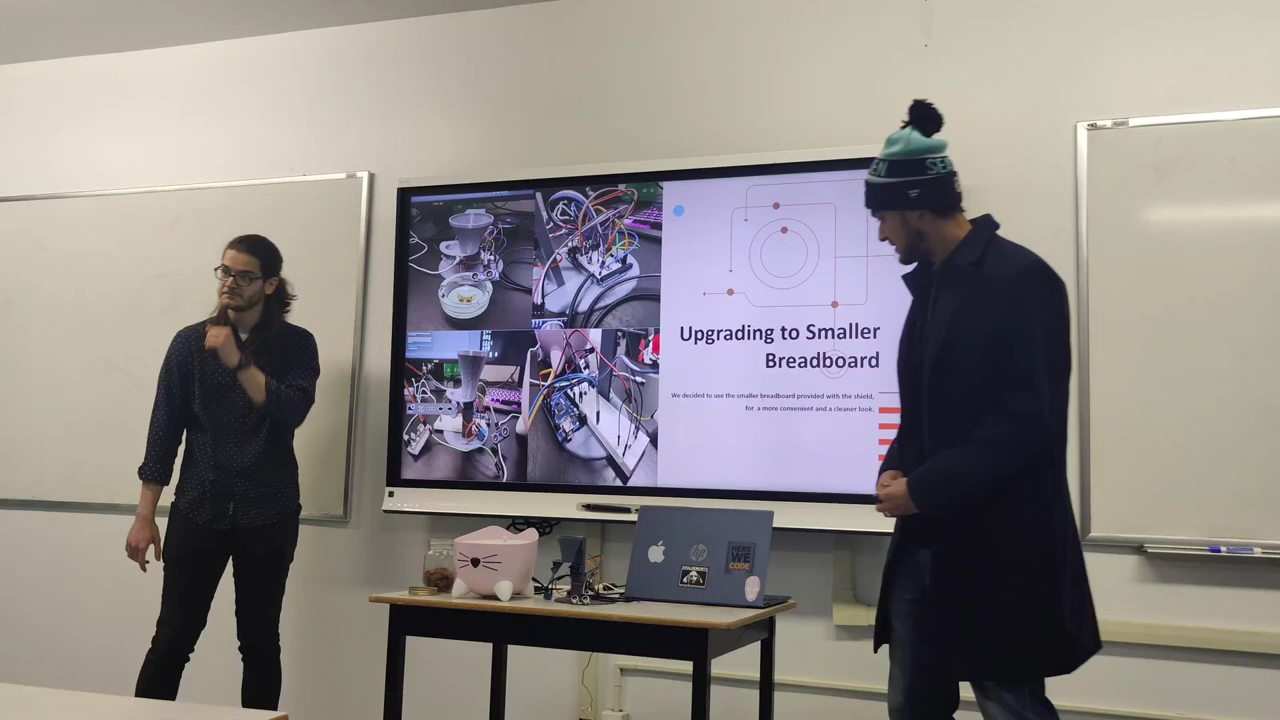 Upgrading to Smaller
Breadboard
We decided to use the smaller breadboard provided with the shield,
for a more convenient and a cleaner look.
hp
HERE
WE
CODE